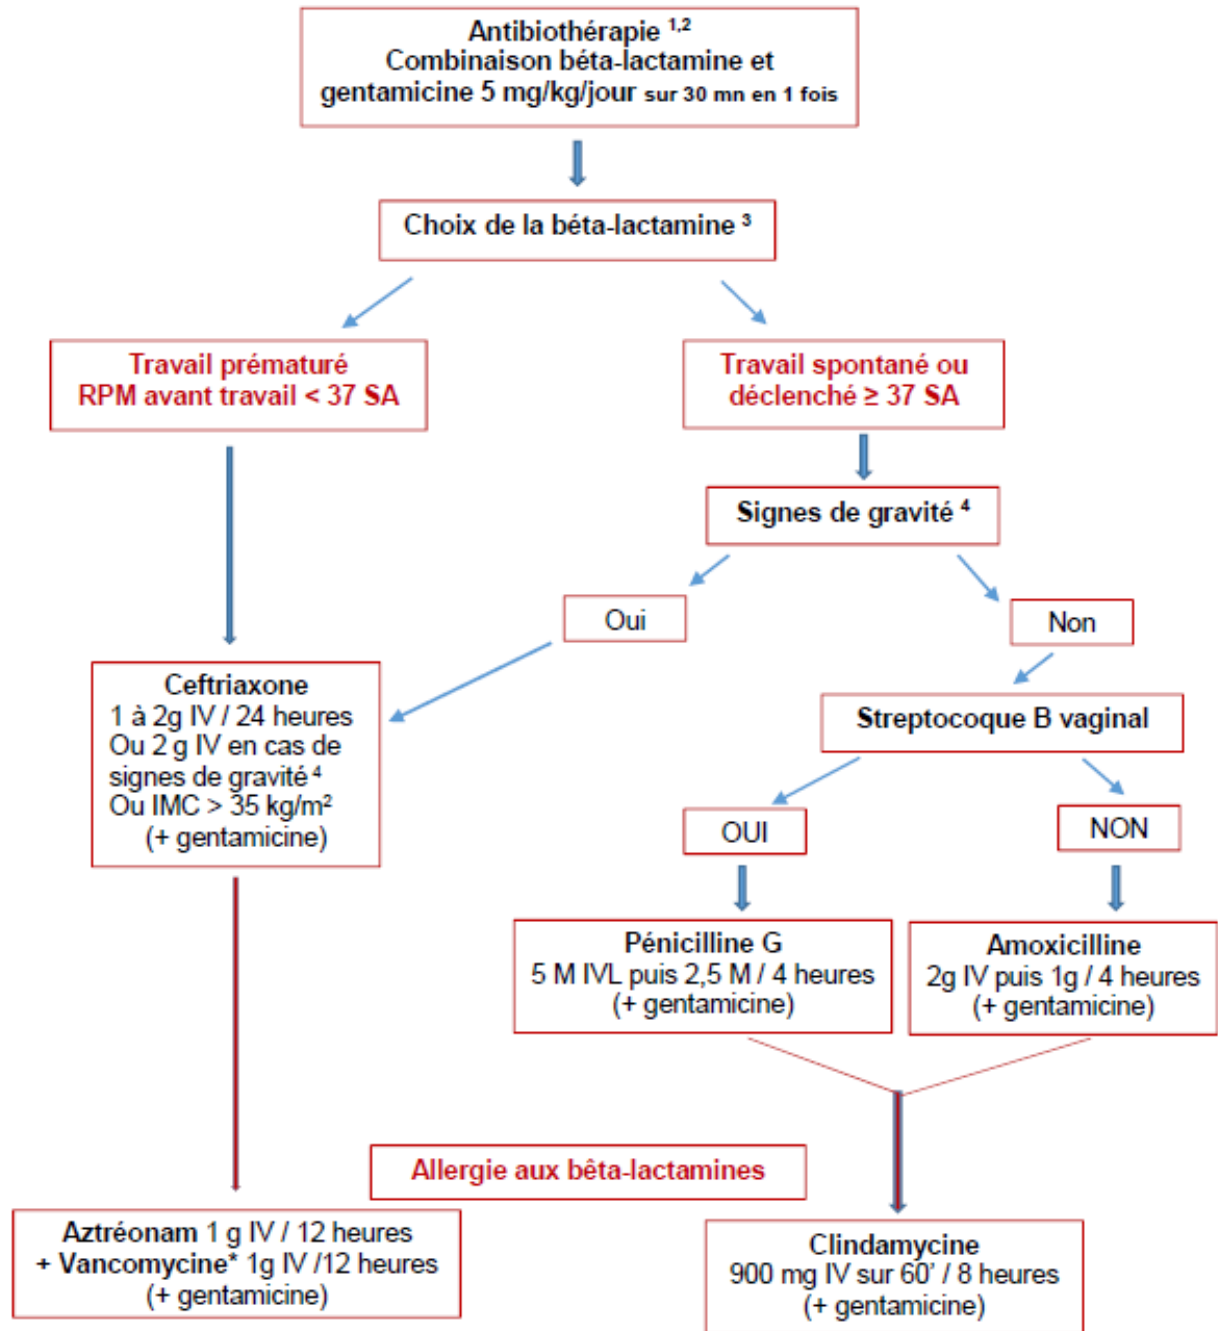 Antibiothérapie 1,2
Combinaison béta-lactamine et
gentamicine 5 mg/kg/jour sur 30 mn en 1 fois
Choix de la béta-lactamine 3
Travail prématuré
RPM avant travail < 37 SA
Travail spontané ou
déclenché ≥ 37 SA
Signes de gravité 4
Oui
Non
Ceftriaxone
1 à 2g IV / 24 heures
Ou 2 g IV en cas de
signes de gravité 4
Ou IMC > 35 kg/m²
(+ gentamicine)
Streptocoque B vaginal
OUI
NON
Pénicilline G
5 M IVL puis 2,5 M / 4 heures
(+ gentamicine)
Amoxicilline
2g IV puis 1g / 4 heures
(+ gentamicine)
Allergie aux bêta-lactamines
Aztréonam 1 g IV / 12 heures
+ Vancomycine* 1g IV /12 heures
(+ gentamicine)
Clindamycine
900 mg IV sur 60' / 8 heures
(+ gentamicine)